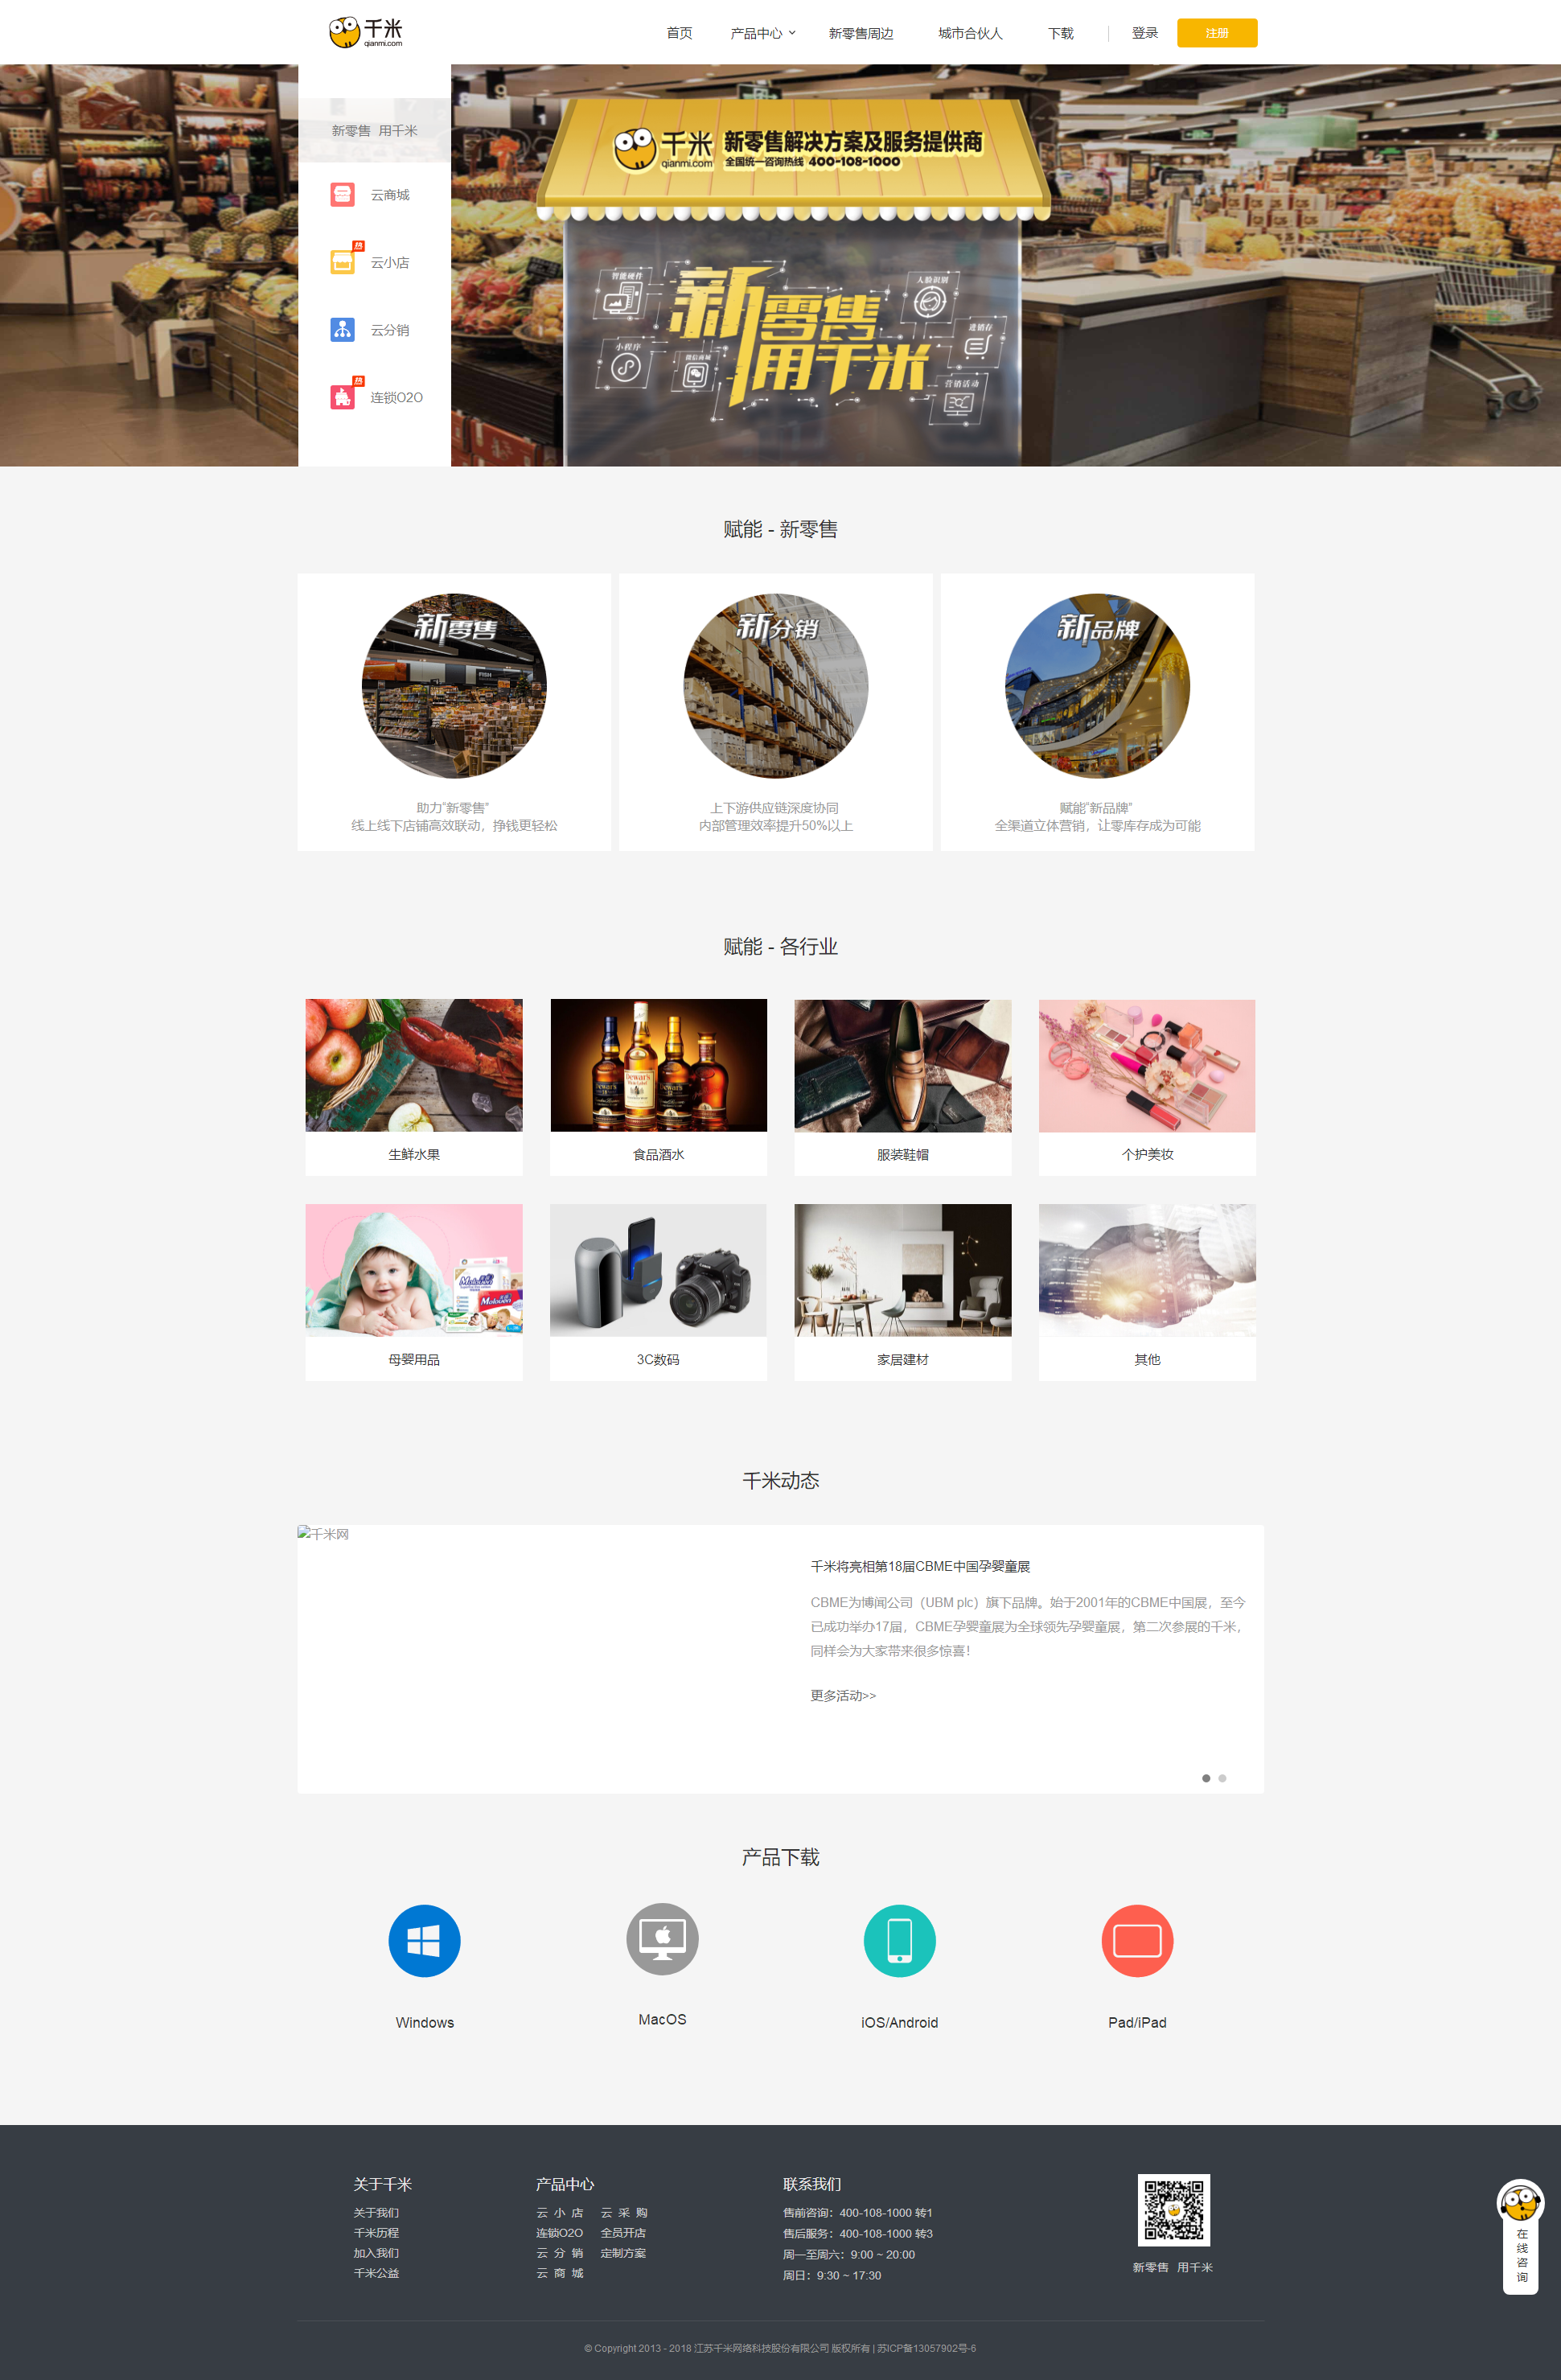 千米
qianmi.com
首页
产品中心
新零售周边
城市合伙人
下载
登录
注册
新零售 用千米
云商城
热
云小店
云分销
热
连锁O2O
千米
qianmi.com
新零售解决方案及服务提供商
全国统一咨询热线 400-108-1000
智能硬件
人脸识别
新零售
用千米
进销存
小程序
微信商城
营销活动
赋能 - 新零售
新零售
FISH
新分销
新品牌
助力"新零售"
线上线下店铺高效联动，挣钱更轻松
上下游供应链深度协同
内部管理效率提升50%以上
赋能"新品牌"
全渠道立体营销，让零库存成为可能
赋能 - 各行业
Dewar's
Dewar's
Dewar's
生鲜水果
食品酒水
服装鞋帽
个护美妆
Canon
母婴用品
3C数码
家居建材
其他
千米动态
千米网
千米将亮相第18届CBME中国孕婴童展
CBME为博闻公司（UBM plc）旗下品牌。始于2001年的CBME中国展，至今
已成功举办17届，CBME孕婴童展为全球领先孕婴童展，第二次参展的千米，
同样会为大家带来很多惊喜！
更多活动>>
产品下载
Windows
MacOS
iOS/Android
Pad/iPad
关于千米
关于我们
千米历程
加入我们
千米公益
产品中心
云 小 店 云 采 购
连锁O2O 全员开店
云 分 销 定制方案
云 商 城
联系我们
售前咨询：400-108-1000 转1
售后服务：400-108-1000 转3
周一至周六：9:00 ~ 20:00
周日：9:30 ~ 17:30
新零售 用千米
在
线
咨
询
© Copyright 2013 - 2018 江苏千米网络科技股份有限公司 版权所有 | 苏ICP备13057902号-6